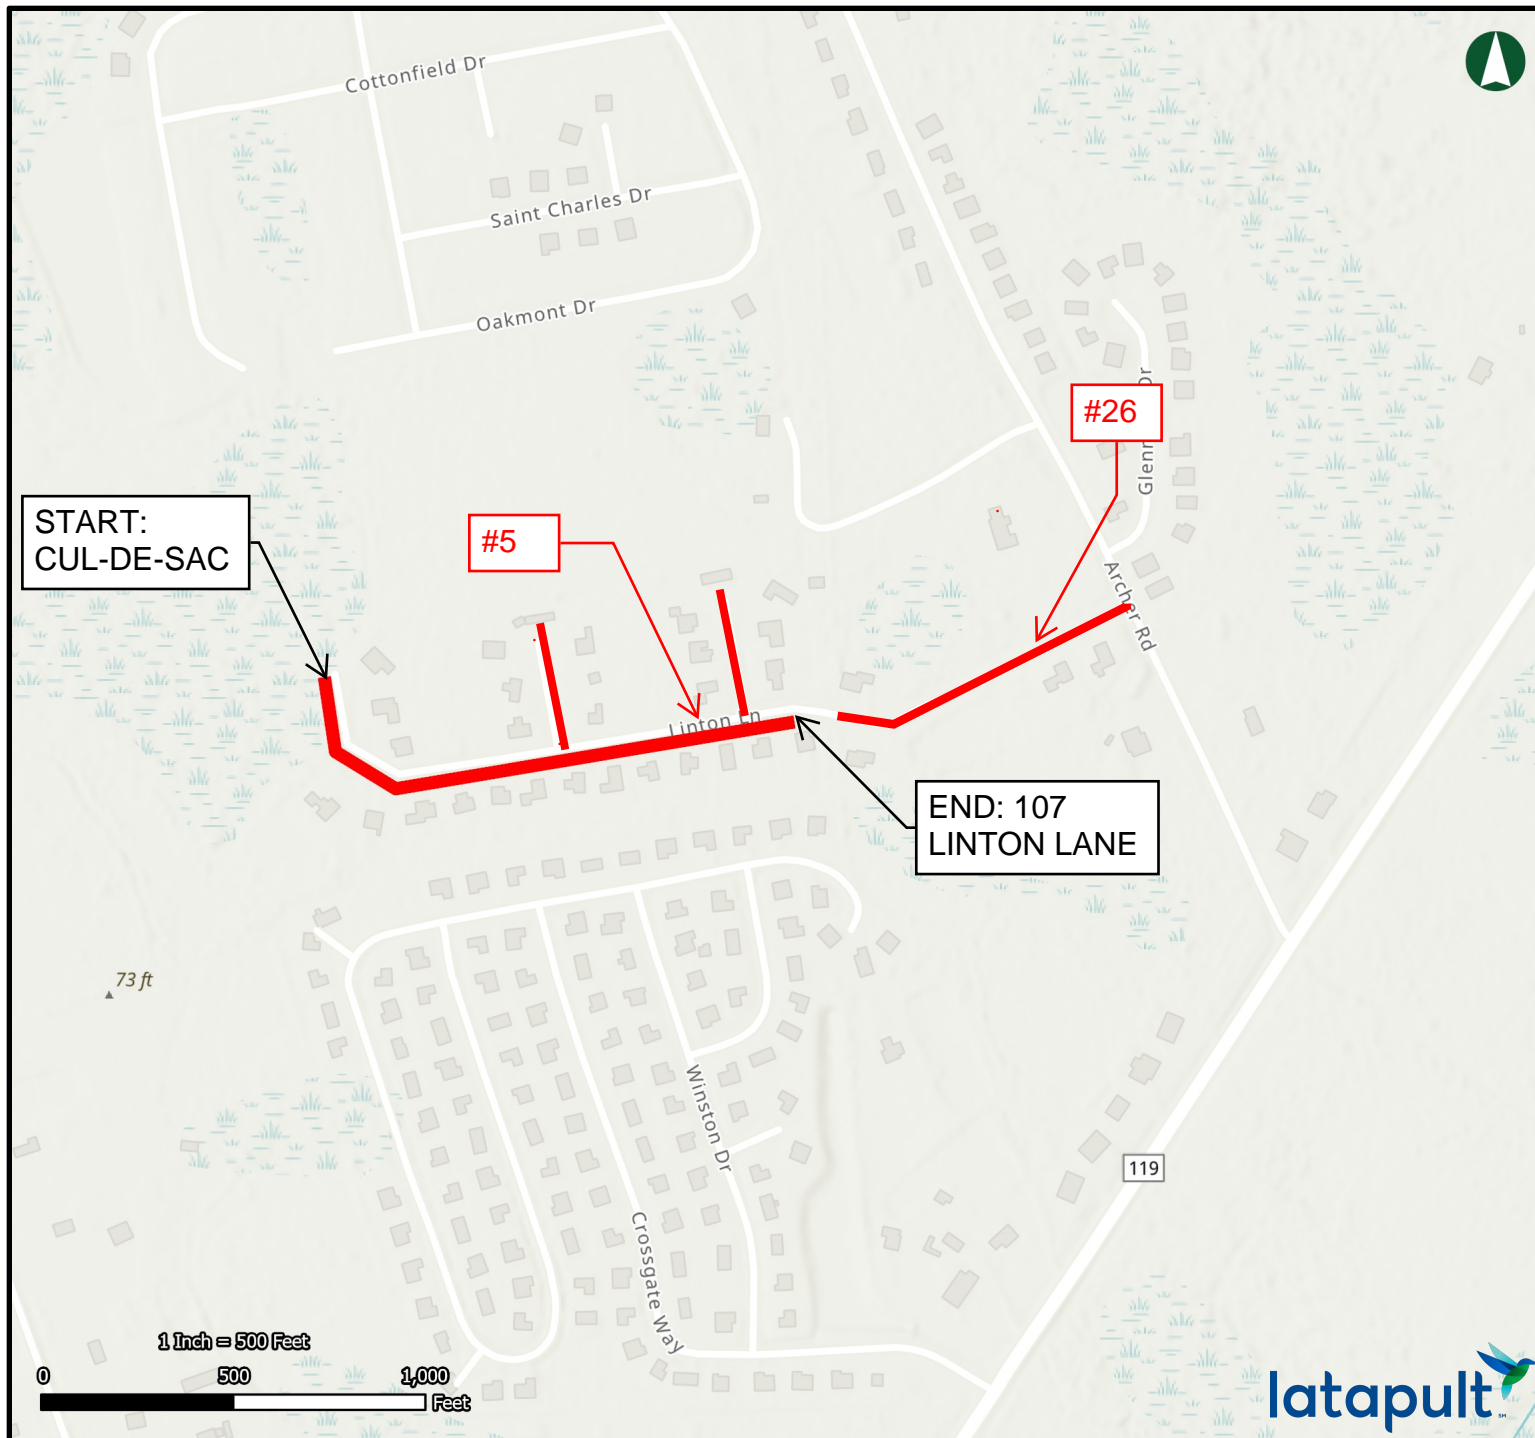 Cottonfield Dr
Saint Charles Dr
Oakmont Dr
#26
Glenn
Dr
START:
CUL-DE-SAC
#5
Archer Rd
Linton Ln
END: 107
LINTON LANE
73 ft
Winston Dr
119
Crossgate Way
1 Inch = 500 Feet
0 500 1,000
Feet
latapult
SM